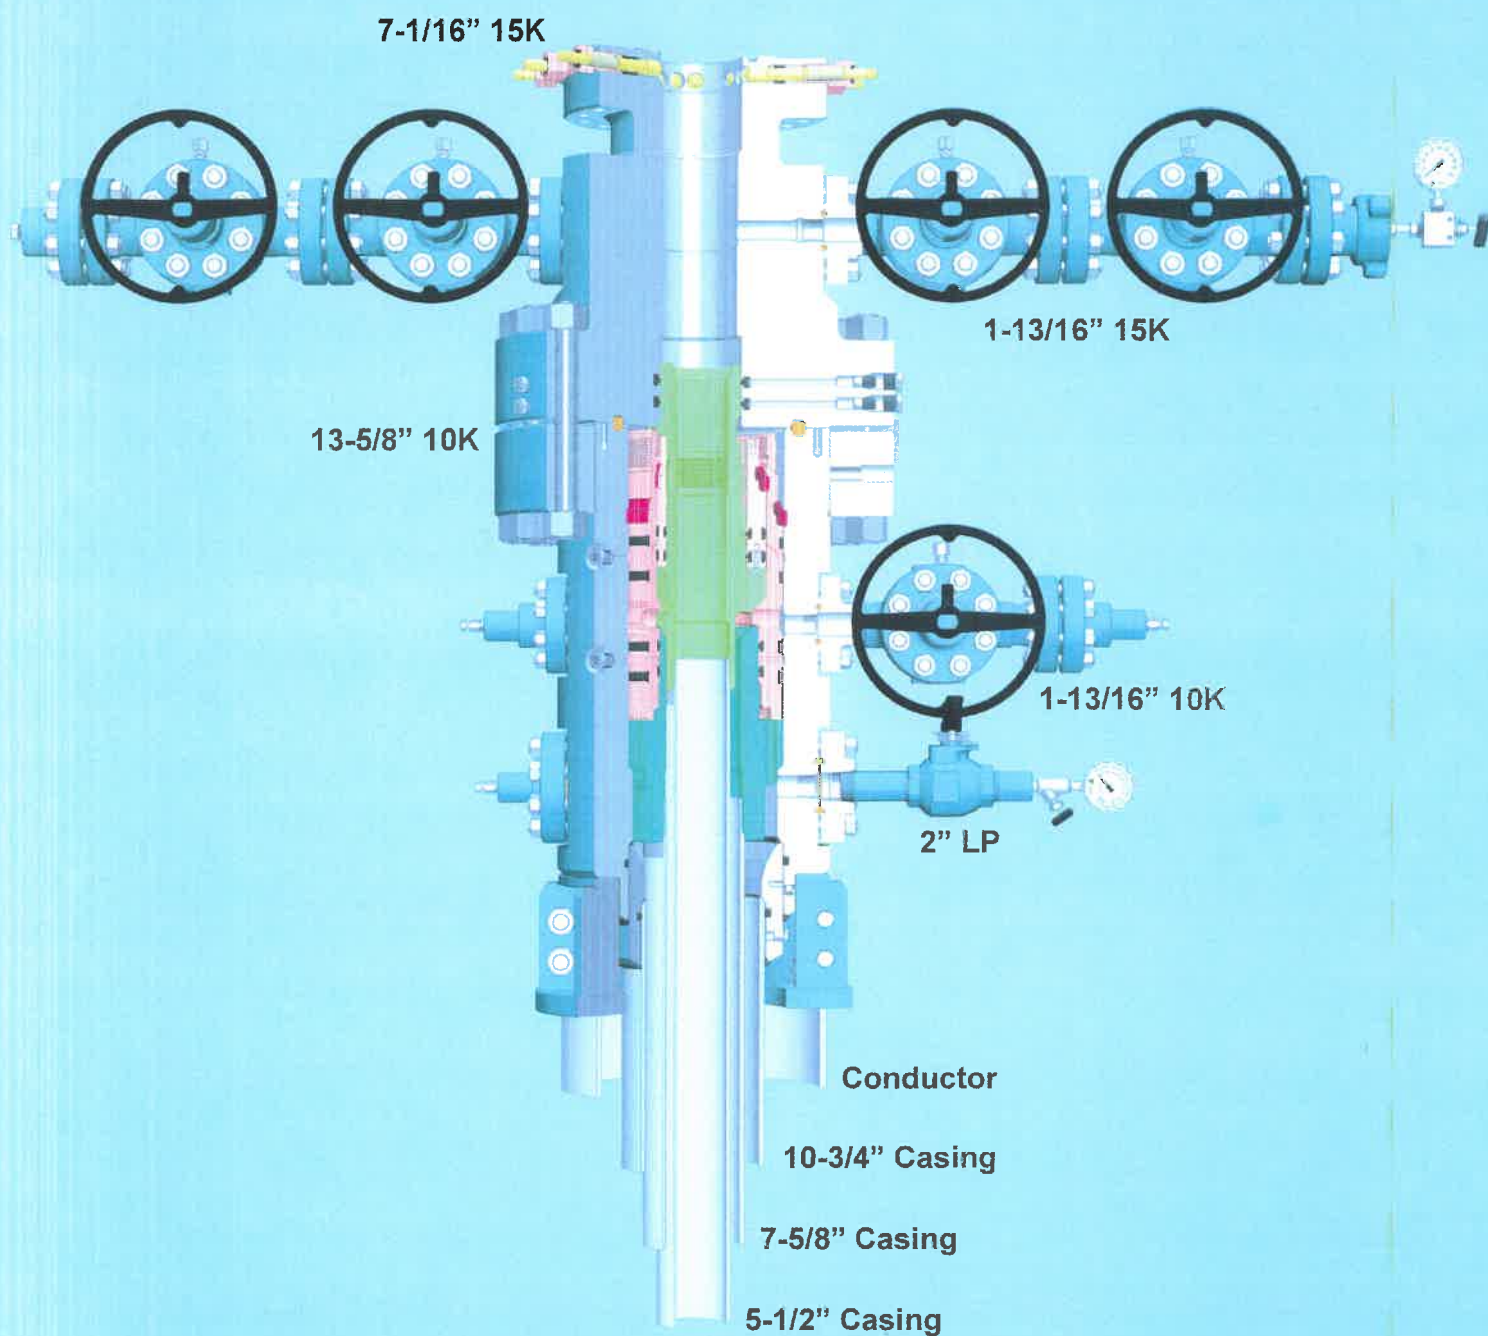 7-1/16” 15K
1-13/16” 15K
13-5/8” 10K
1-13/16” 10K
2” LP
Conductor
10-3/4” Casing
7-5/8” Casing
5-1/2” Casing